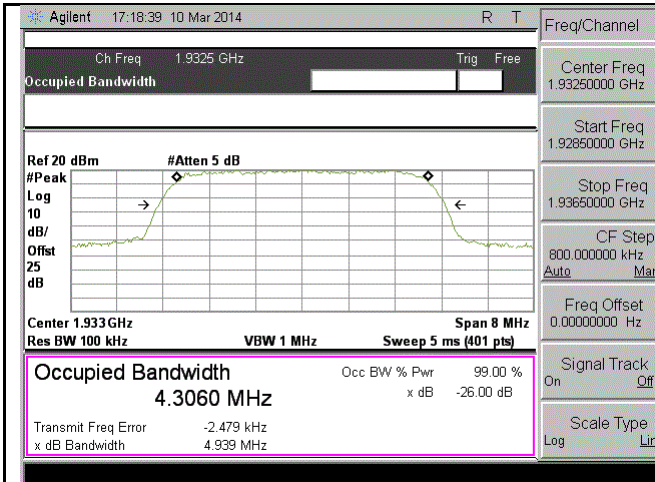 Agilent 17:18:39 10 Mar 2014 R T
Freq/Channel
Ch Freq 1.9325 GHz Trig Free
Occupied Bandwidth
Center Freq
1.93250000 GHz
Start Freq
1.92850000 GHz
Stop Freq
1.93650000 GHz
CF Step
800.000000 kHz
Auto Man
Freq Offset
0.00000000 Hz
Signal Track
On Off
Scale Type
Log Lin
Ref 20 dBm #Atten 5 dB
#Peak
Log
10
dB/
Offst
25
dB
Center 1.933 GHz Span 8 MHz
Res BW 100 kHz VBW 1 MHz Sweep 5 ms (401 pts)
Occupied Bandwidth Occ BW % Pwr 99.00 %
4.3060 MHz x dB -26.00 dB
Transmit Freq Error -2.479 kHz
x dB Bandwidth 4.939 MHz